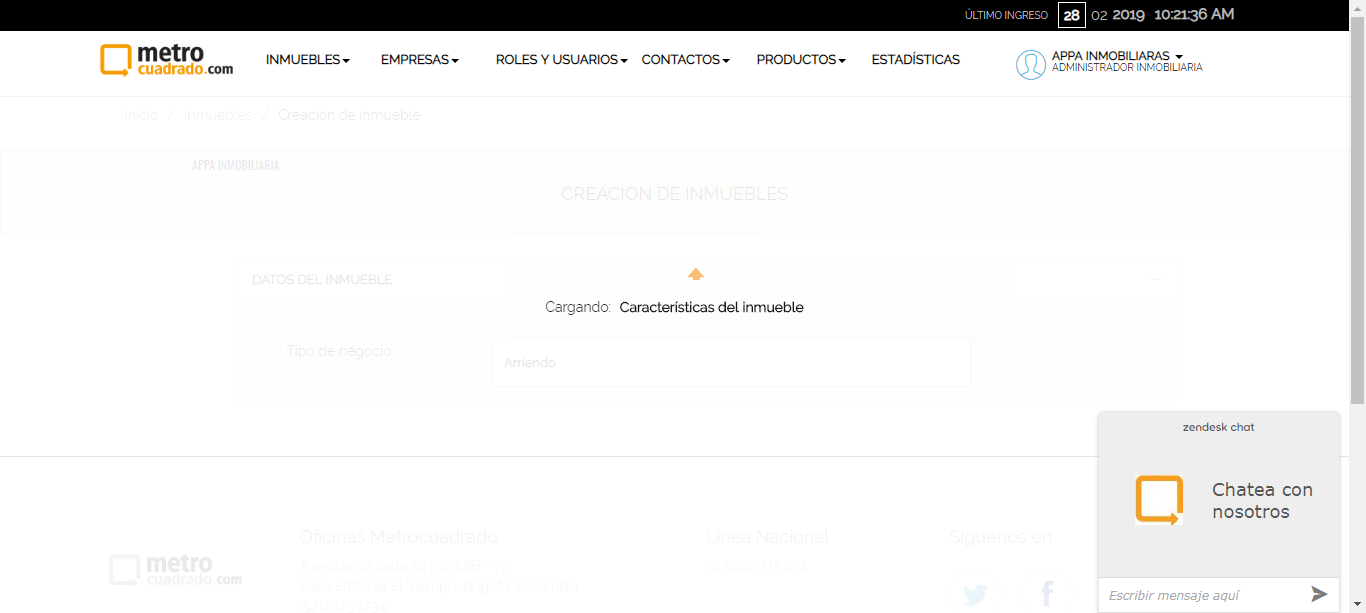 ÚLTIMO INGRESO 28 02 2019 10:21:36 AM
metro
cuadrado.com
INMUEBLES EMPRESAS ROLES Y USUARIOS CONTACTOS PRODUCTOS ESTADÍSTICAS
APPA INMOBILIARAS
ADMINISTRADOR INMOBILIARIA
Inicio / Inmuebles / Creación de inmueble
APPA INMOBILIARIA
CREACIÓN DE INMUEBLES
DATOS DEL INMUEBLE
Cargando: Características del inmueble
* Tipo de negocio:
Arriendo
zendesk chat
Chatea con
nosotros
Escribir mensaje aquí
metro
cuadrado.com
Oficinas Metrocuadrado
Avenida de calle 26 No. 68B - 70
Casa Editorial El Tiempo, Bogotá, Colombia
(571) 425 1734
Línea Nacional
01 8000 115 252
Síguenos en